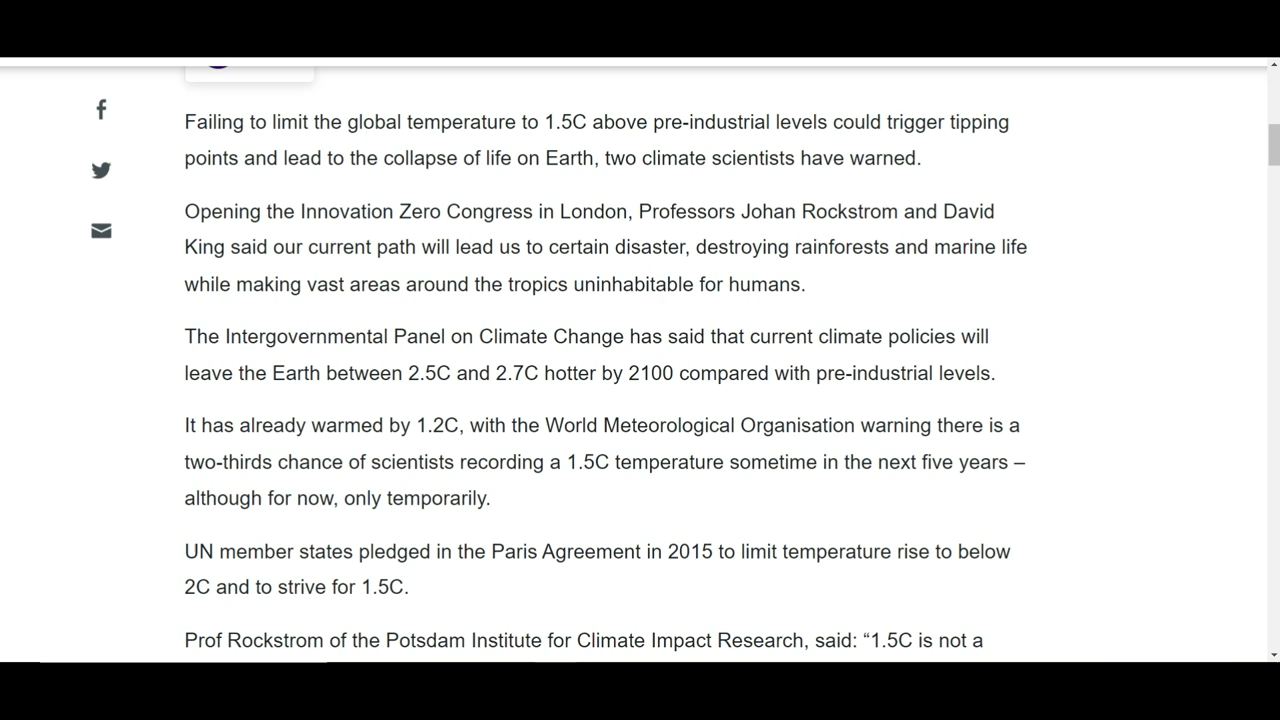 Failing to limit the global temperature to 1.5C above pre-industrial levels could trigger tipping
points and lead to the collapse of life on Earth, two climate scientists have warned.
Opening the Innovation Zero Congress in London, Professors Johan Rockstrom and David
King said our current path will lead us to certain disaster, destroying rainforests and marine life
while making vast areas around the tropics uninhabitable for humans.
The Intergovernmental Panel on Climate Change has said that current climate policies will
leave the Earth between 2.5C and 2.7C hotter by 2100 compared with pre-industrial levels.
It has already warmed by 1.2C, with the World Meteorological Organisation warning there is a
two-thirds chance of scientists recording a 1.5C temperature sometime in the next five years –
although for now, only temporarily.
UN member states pledged in the Paris Agreement in 2015 to limit temperature rise to below
2C and to strive for 1.5C.
Prof Rockstrom of the Potsdam Institute for Climate Impact Research, said: “1.5C is not a